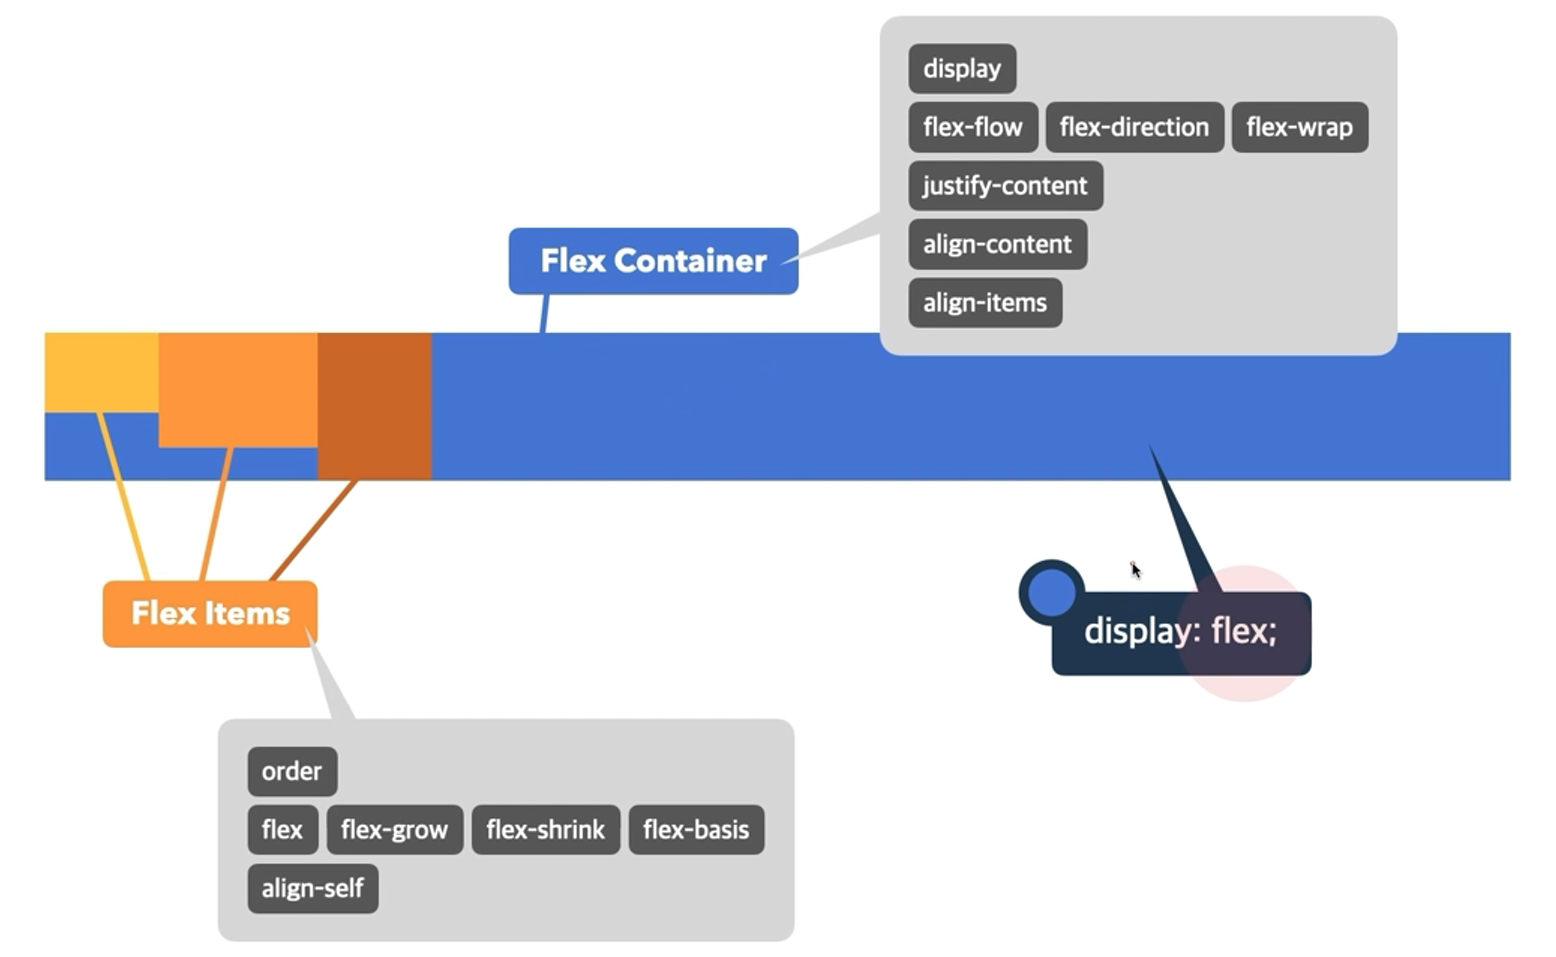 display
flex-flow flex-direction flex-wrap
justify-content
align-content
align-items
Flex Container
Flex Items
display: flex;
order
flex flex-grow flex-shrink flex-basis
align-self